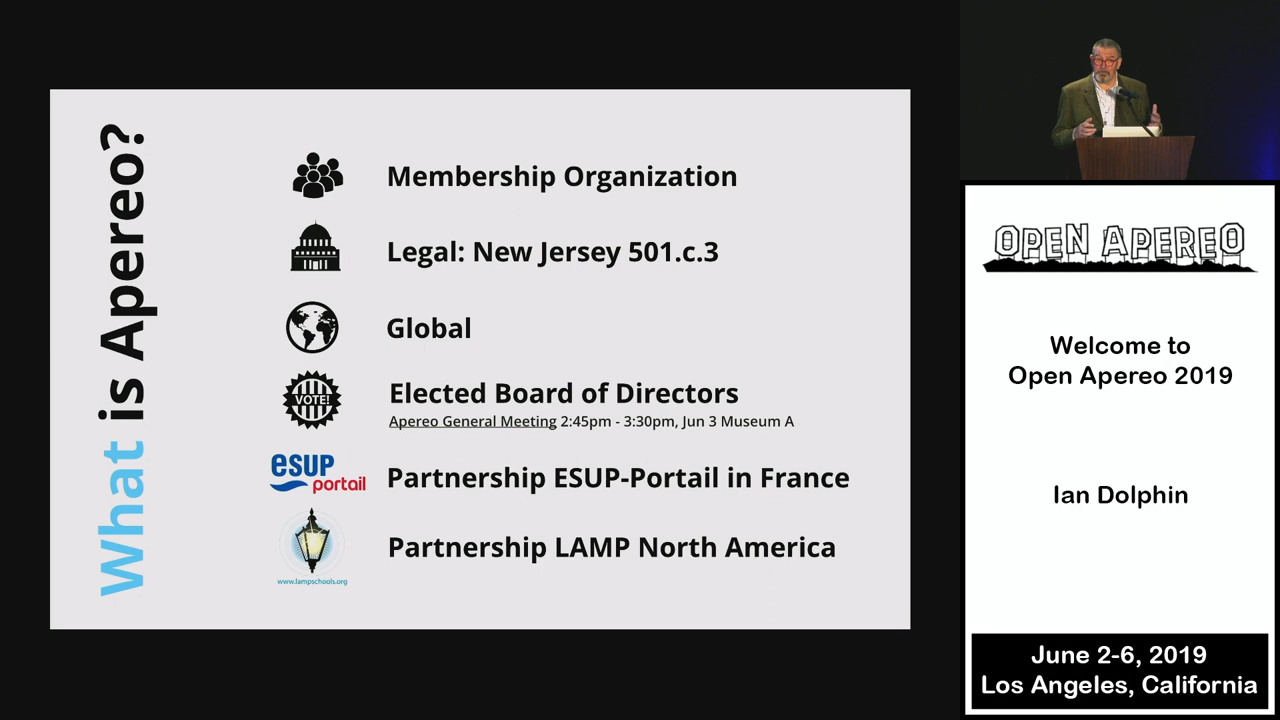 What is Apereo?
Membership Organization
Legal: New Jersey 501.c.3
Global
VOTE!
Elected Board of Directors
Apereo General Meeting 2:45pm - 3:30pm, Jun 3 Museum A
esup
portail
Partnership ESUP-Portail in France
Partnership LAMP North America
www.lampschools.org
OPEN APEREO
Welcome to
Open Apereo 2019
Ian Dolphin
June 2-6, 2019
Los Angeles, California